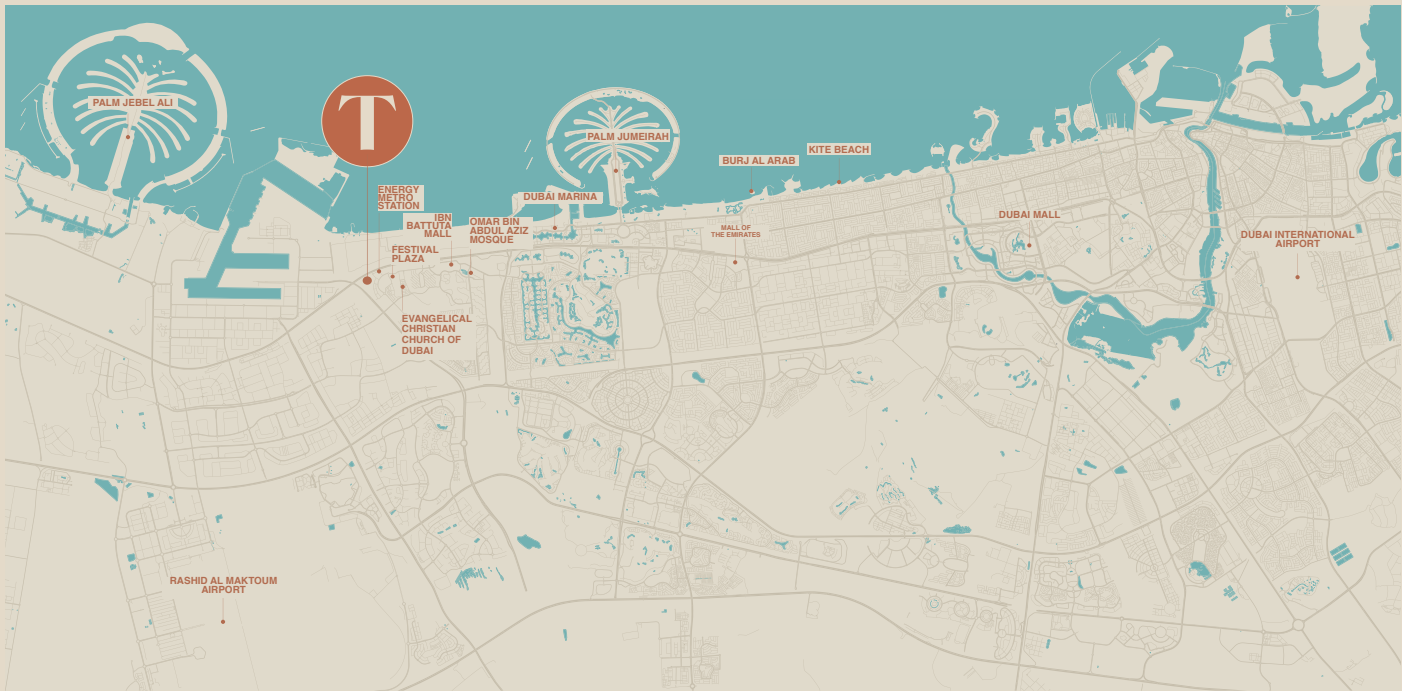 PALM JEBEL ALI
T
PALM JUMEIRAH
KITE BEACH
BURJ AL ARAB
ENERGY
METRO
STATION
DUBAI MARINA
IBN
BATTUTA
MALL
OMAR BIN
ABDUL AZIZ
MOSQUE
DUBAI MALL
MALL OF
THE EMIRATES
DUBAI INTERNATIONAL
AIRPORT
FESTIVAL
PLAZA
EVANGELICAL
CHRISTIAN
CHURCH OF
DUBAI
RASHID AL MAKTOUM
AIRPORT